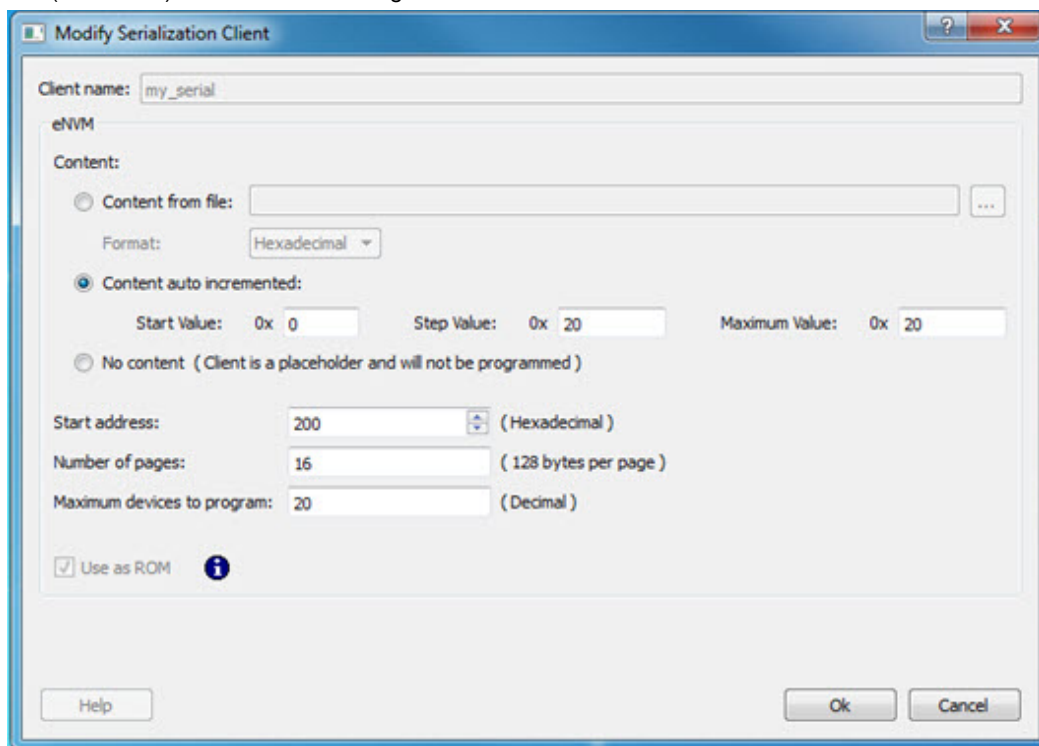 Modify Serialization Client
Client name: my_serial
eNVM
Content:
Content from file: ...
Format: Hexadecimal
Content auto incremented:
Start Value: 0x 0 Step Value: 0x 20 Maximum Value: 0x 20
No content ( Client is a placeholder and will not be programmed )
Start address: 200 ( Hexadecimal )
Number of pages: 16 ( 128 bytes per page )
Maximum devices to program: 20 ( Decimal )
Use as ROM
Help Ok Cancel